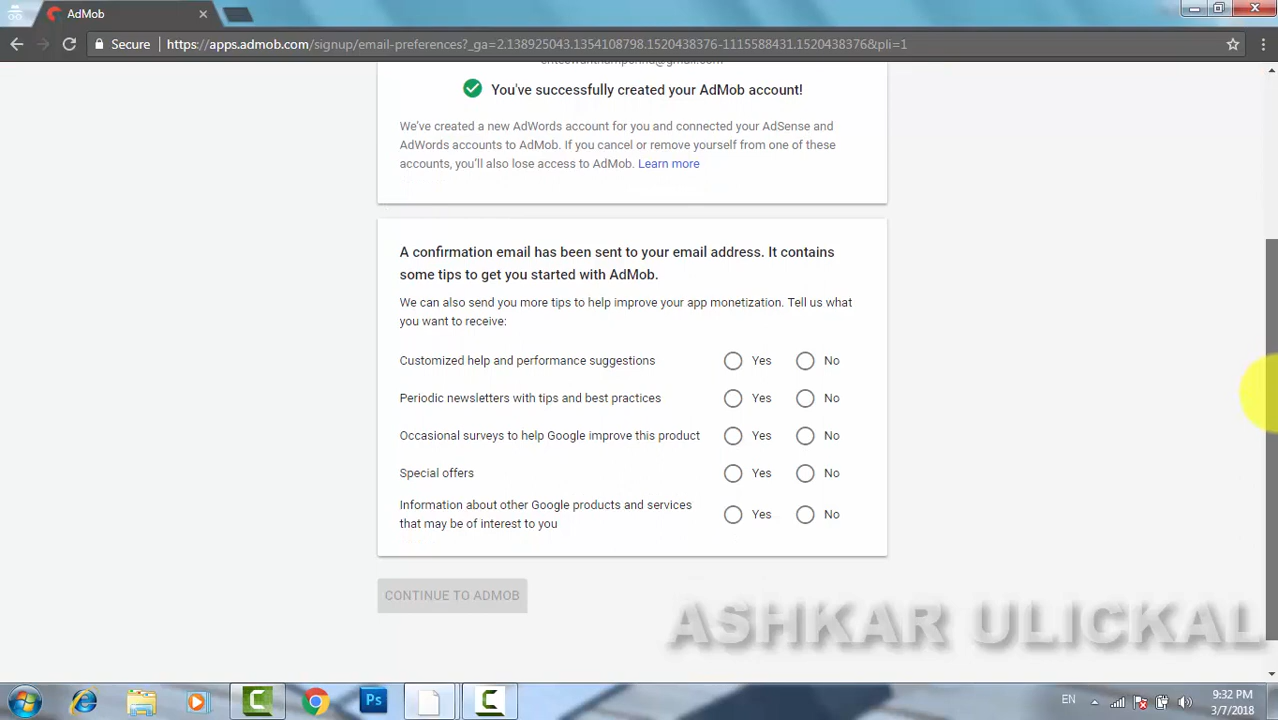 AdMob
Secure
https://apps.admob.com/signup/email-preferences?_ga=2.138925043.1354108798.1520438376-1115588431.1520438376&pli=1
You've successfully created your AdMob account!
We've created a new AdWords account for you and connected your AdSense and
AdWords accounts to AdMob. If you cancel or remove yourself from one of these
accounts, you'll also lose access to AdMob. Learn more
A confirmation email has been sent to your email address. It contains
some tips to get you started with AdMob.
We can also send you more tips to help improve your app monetization. Tell us what
you want to receive:
Customized help and performance suggestions Yes No
Periodic newsletters with tips and best practices Yes No
Occasional surveys to help Google improve this product Yes No
Special offers Yes No
Information about other Google products and services
that may be of interest to you Yes No
CONTINUE TO ADMOB
ASHKAR ULICKAL
Ps
EN
9:32 PM
3/7/2018